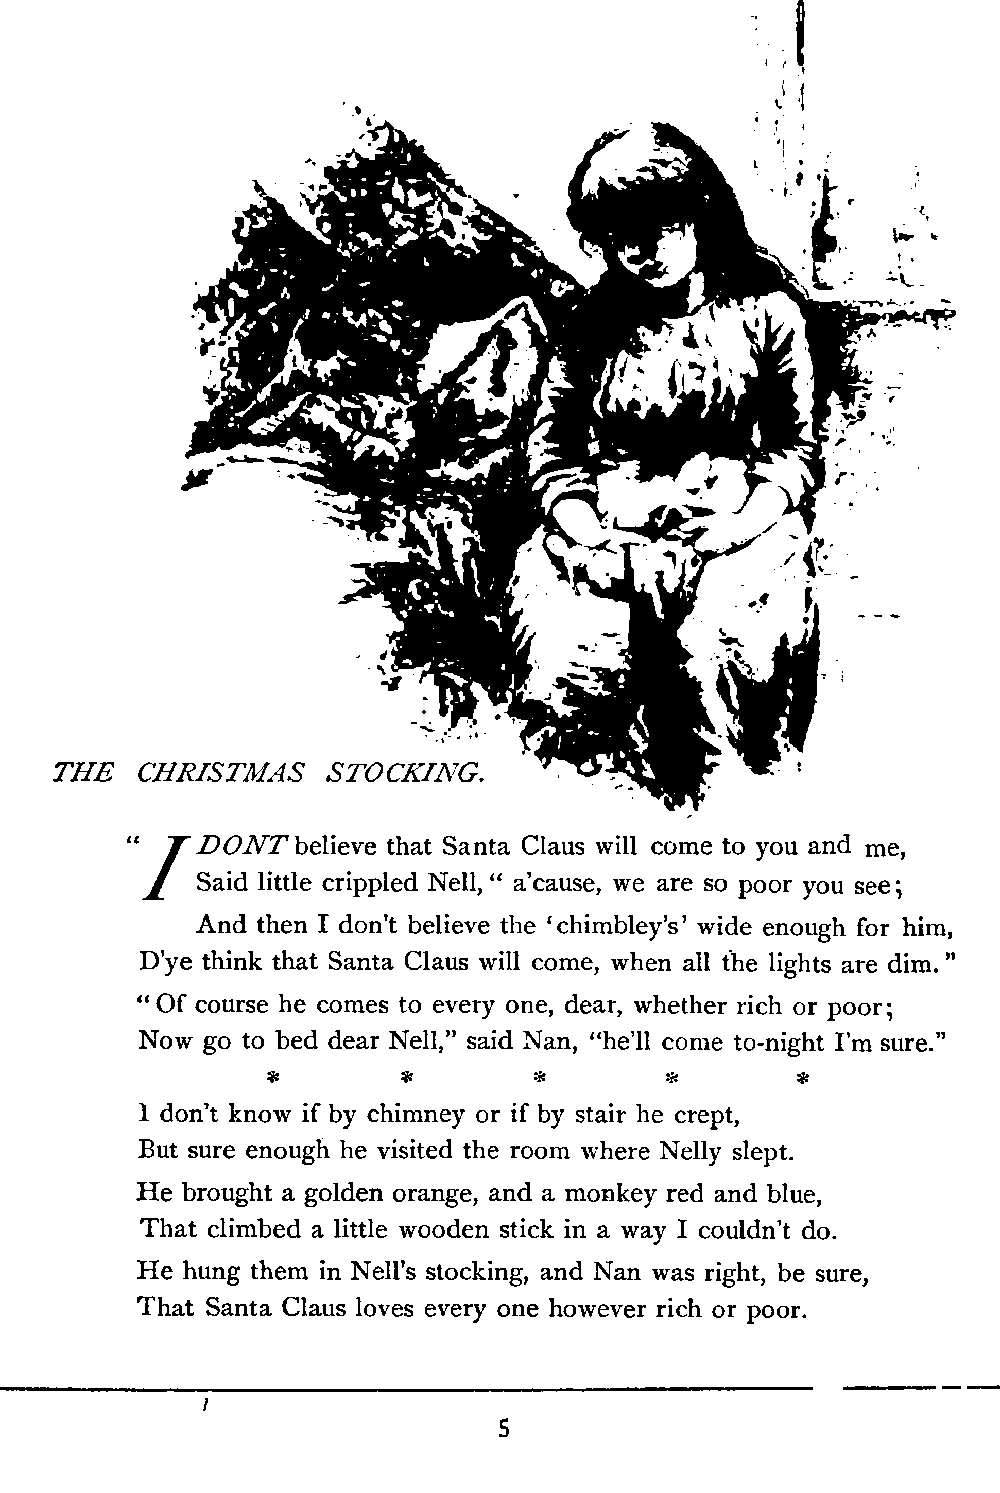 THE CHRISTMAS STOCKING.
“ I DONT believe that Santa Claus will come to you and me,
Said little crippled Nell, “ a'cause, we are so poor you see;
And then I don't believe the ‘chimbley's’ wide enough for him,
D'ye think that Santa Claus will come, when all the lights are dim.”
“Of course he comes to every one, dear, whether rich or poor;
Now go to bed dear Nell,” said Nan, “he'll come to-night I'm sure.”
* * * * *
I don't know if by chimney or if by stair he crept,
But sure enough he visited the room where Nelly slept.
He brought a golden orange, and a monkey red and blue,
That climbed a little wooden stick in a way I couldn't do.
He hung them in Nell's stocking, and Nan was right, be sure,
That Santa Claus loves every one however rich or poor.
5